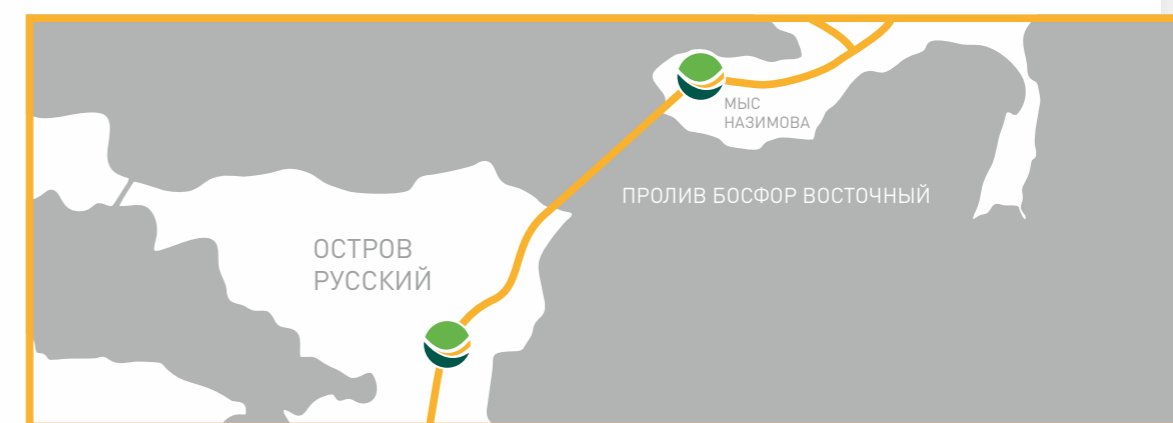 МЫС
НАЗИМОВА
ПРОЛИВ БОСФОР ВОСТОЧНЫЙ
ОСТРОВ
РУССКИЙ